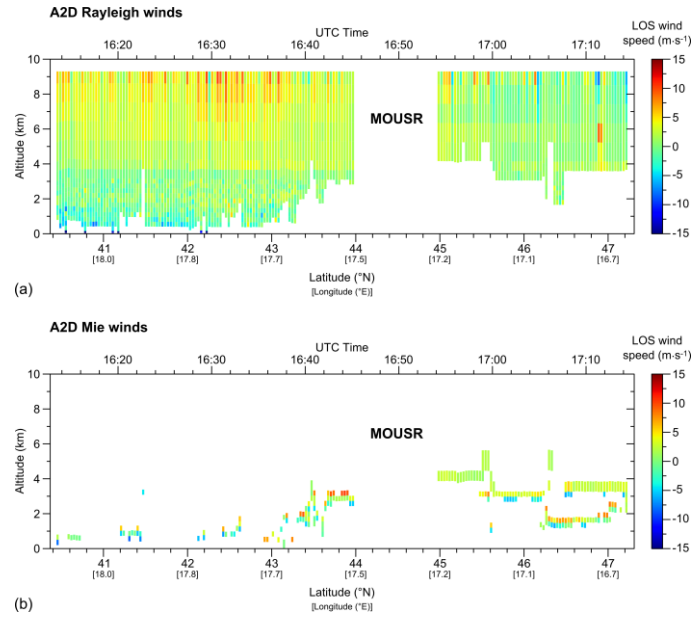 A2D Rayleigh winds
UTC Time
LOS wind
speed (m·s-1)
16:20 16:30 16:40 16:50 17:00 17:10
10
8
6
4
2
0
Altitude (km)
MOUSR
15
10
5
0
-5
-10
-15
41 42 43 44 45 46 47
[18.0] [17.8] [17.7] [17.5] [17.2] [17.1] [16.7]
Latitude (°N)
[Longitude (°E)]
(a)
A2D Mie winds
UTC Time
LOS wind
speed (m·s-1)
16:20 16:30 16:40 16:50 17:00 17:10
10
8
6
4
2
0
Altitude (km)
MOUSR
15
10
5
0
-5
-10
-15
41 42 43 44 45 46 47
[18.0] [17.8] [17.7] [17.5] [17.2] [17.1] [16.7]
Latitude (°N)
[Longitude (°E)]
(b)